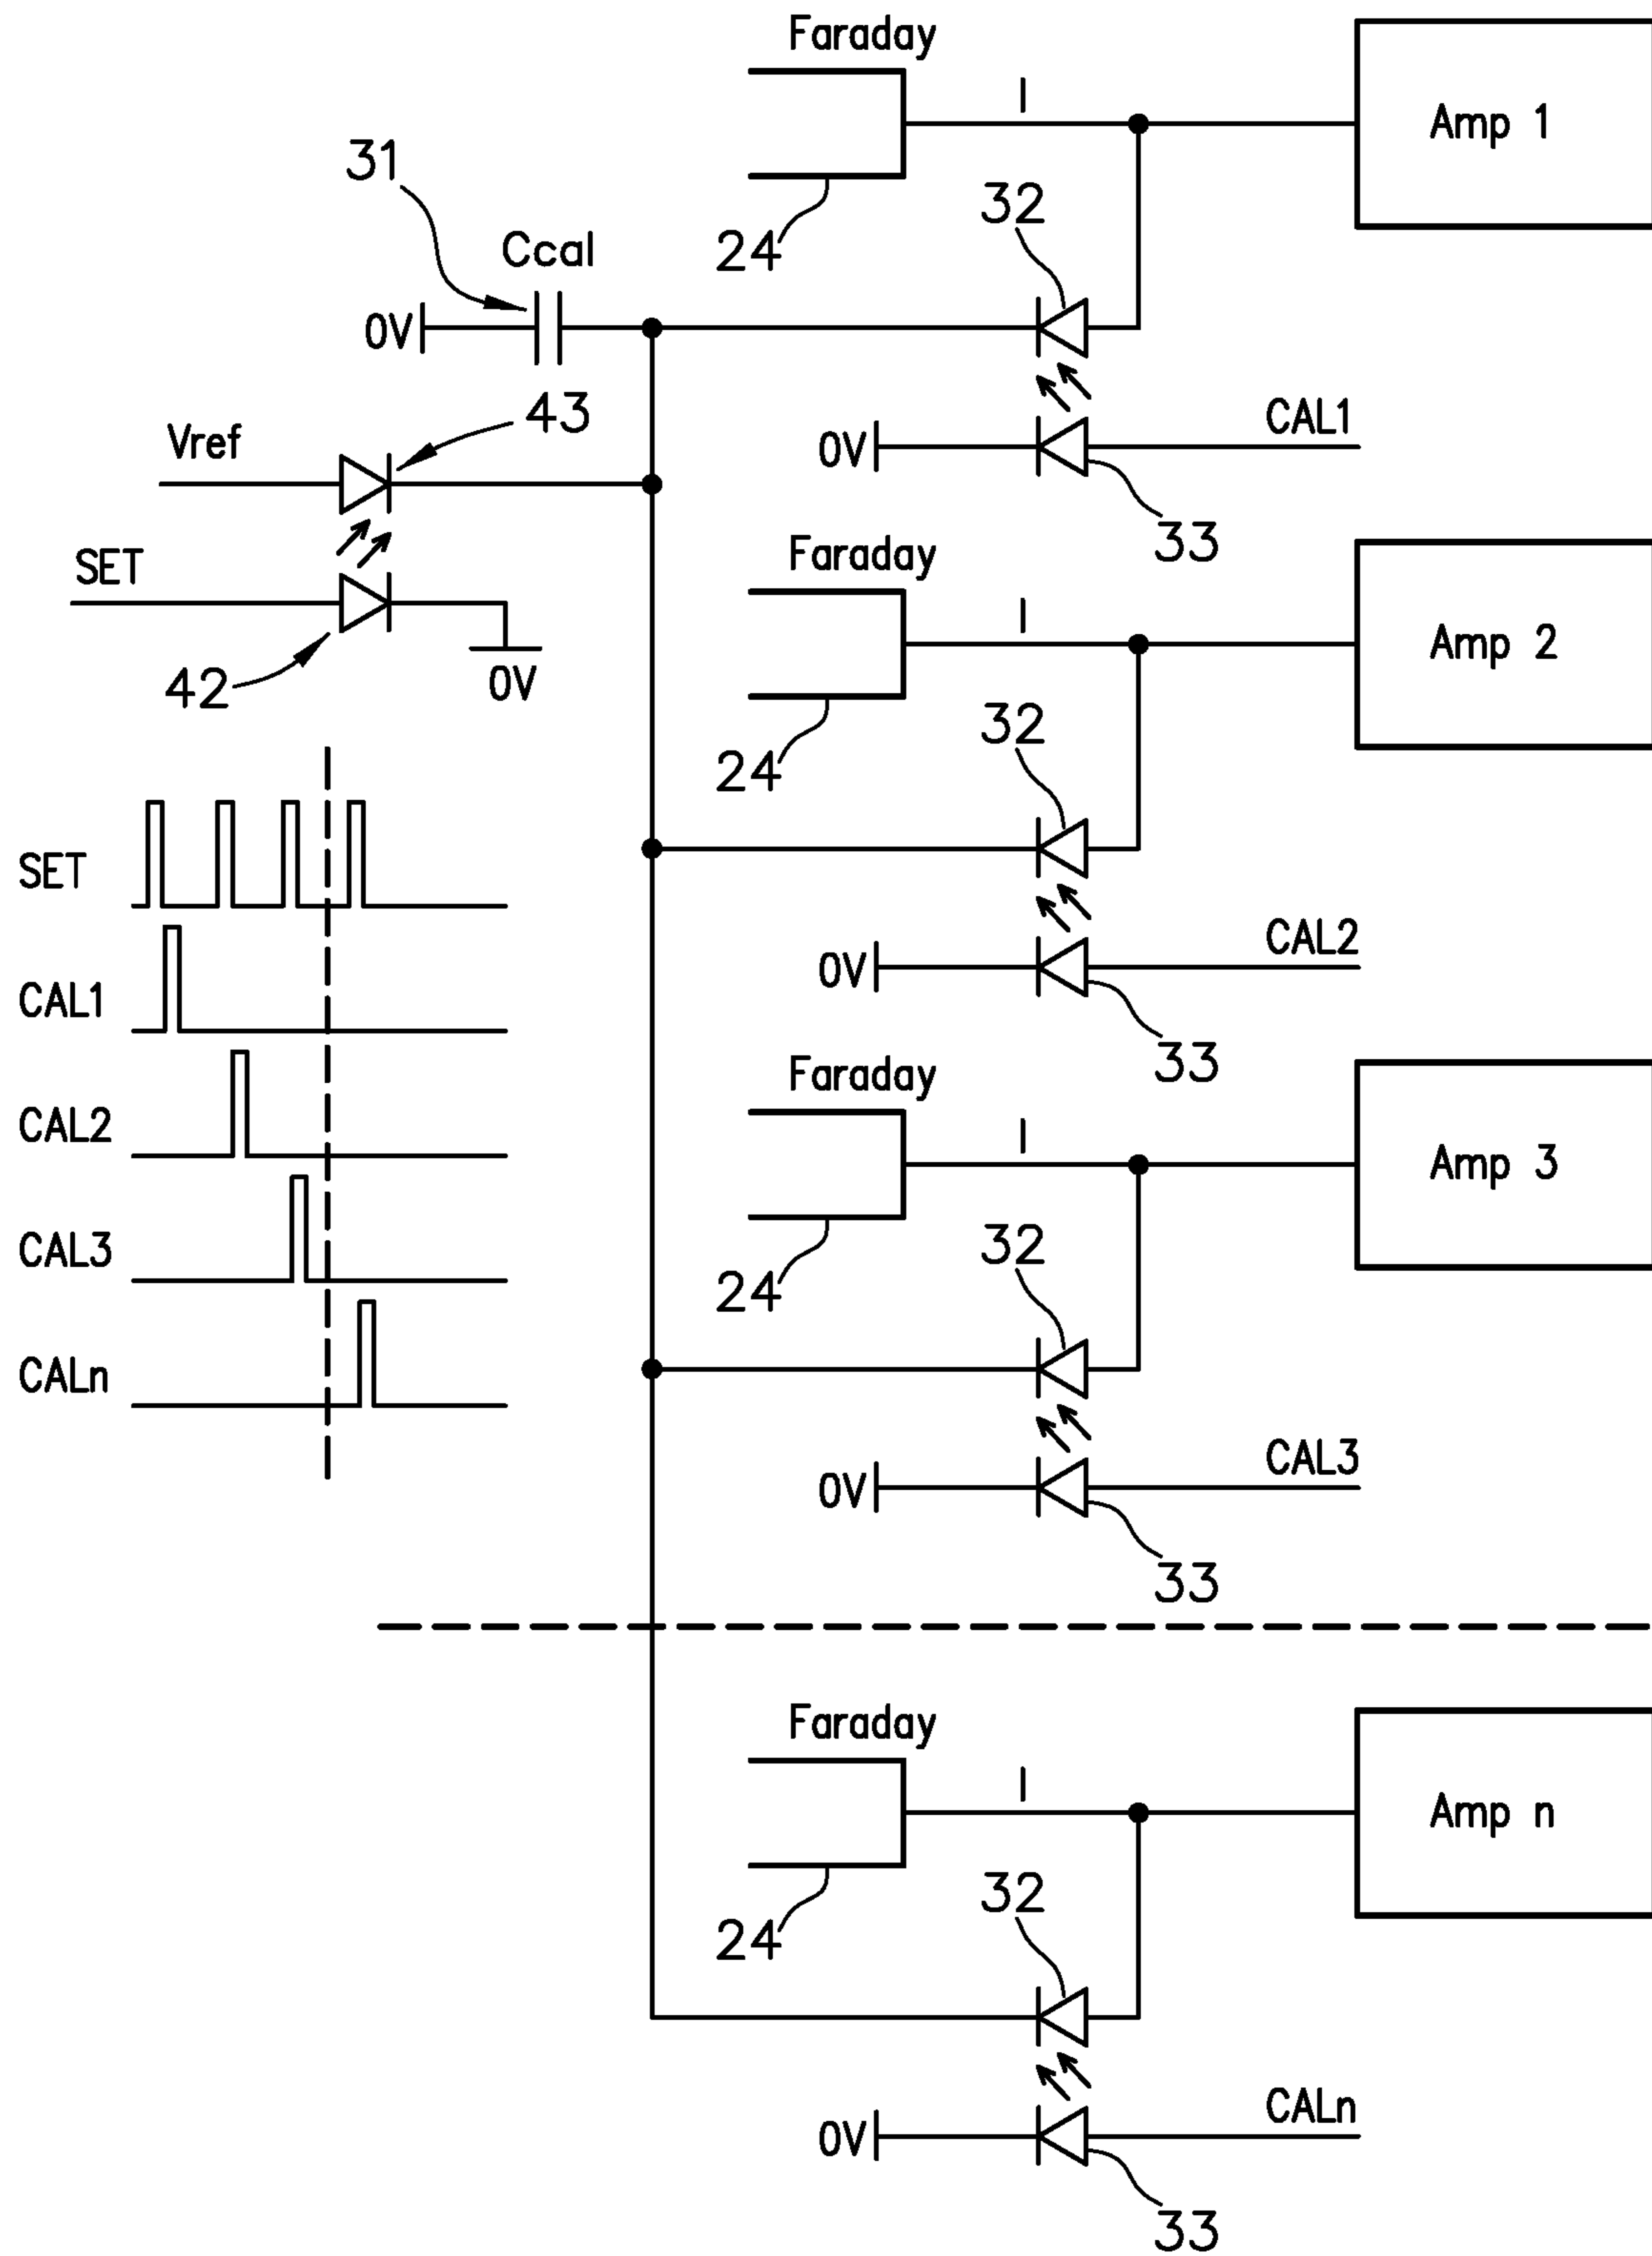 Faraday
I
Amp 1
31
24
32
Ccal
0V
43
Vref
CAL1
0V
33
SET
42
0V
Faraday
I
Amp 2
24
32
CAL2
0V
33
SET
CAL1
CAL2
CAL3
CALn
Faraday
I
Amp 3
24
32
CAL3
0V
33
Faraday
I
Amp n
24
32
CALn
0V
33